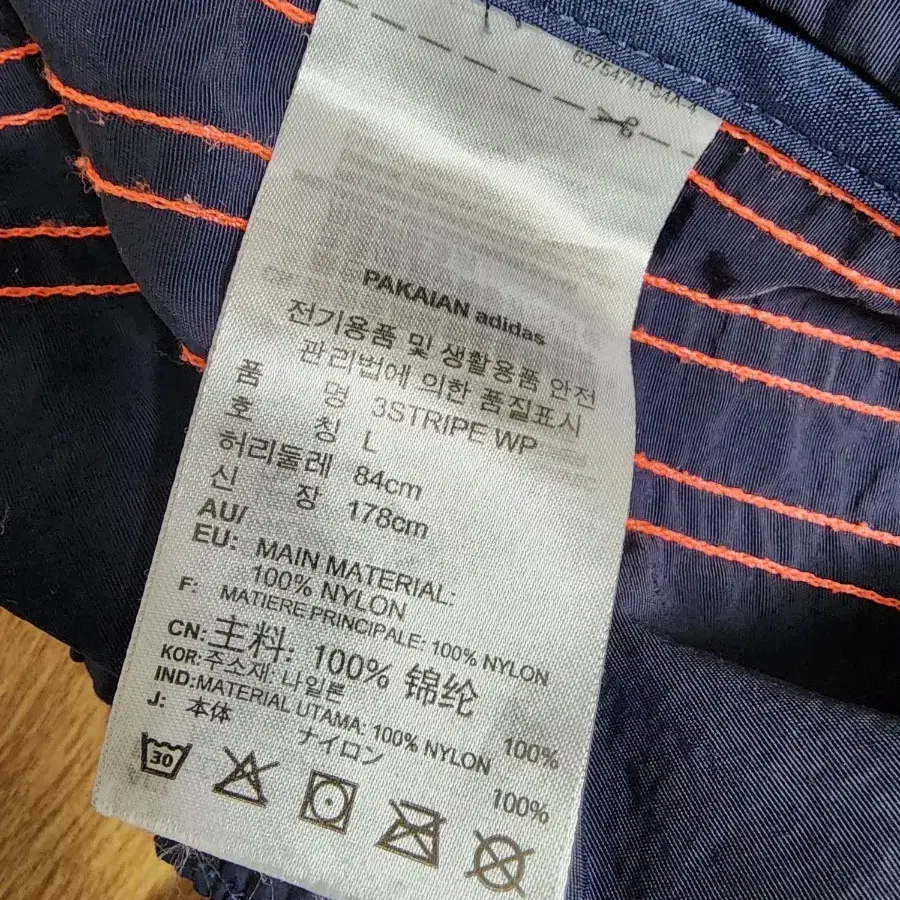 PAKAIAN adidas
전기용품 및 생활용품 안전
관리법에 의한 품질표시
품 명 3STRIPE WP
호 칭 L
허리둘레 84cm
신 장 178cm
AU/
EU: MAIN MATERIAL:
100% NYLON
F: MATIERE PRINCIPALE: 100% NYLON
CN: 主料: 100% 锦纶
KOR: 주소재: 나일론 100%
IND: MATERIAL UTAMA: 100% NYLON
J: 本体 ナイロン 100%
30